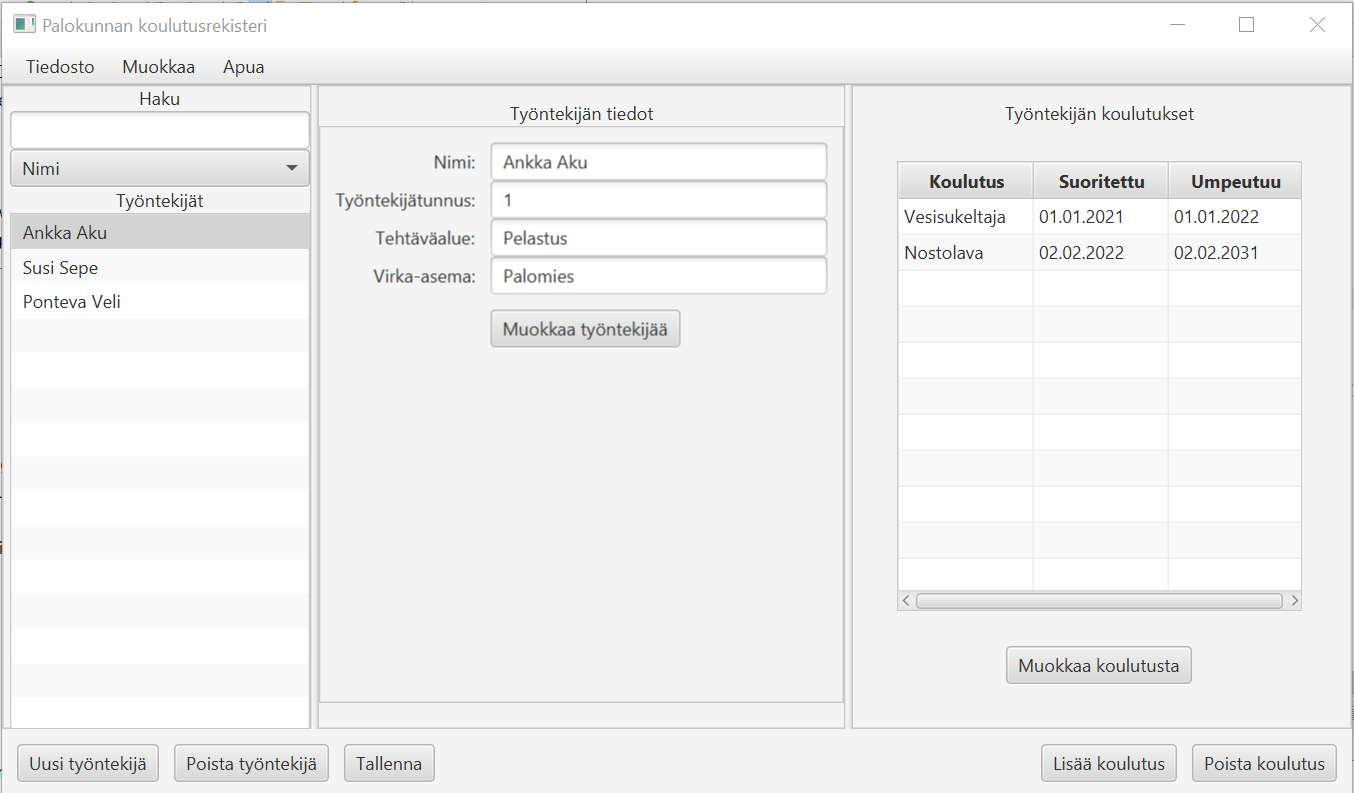 Palokunnan koulutusrekisteri
Tiedosto Muokkaa Apua
Haku
Nimi
Työntekijät
Ankka Aku
Susi Sepe
Ponteva Veli
Työntekijän tiedot
Nimi: Ankka Aku
Työntekijätunnus: 1
Tehtäväalue: Pelastus
Virka-asema: Palomies
Muokkaa työntekijää
Työntekijän koulutukset
Koulutus Suoritettu Umpeutuu
Vesisukeltaja 01.01.2021 01.01.2022
Nostolava 02.02.2022 02.02.2031
Muokkaa koulutusta
Uusi työntekijä Poista työntekijä Tallenna Lisää koulutus Poista koulutus